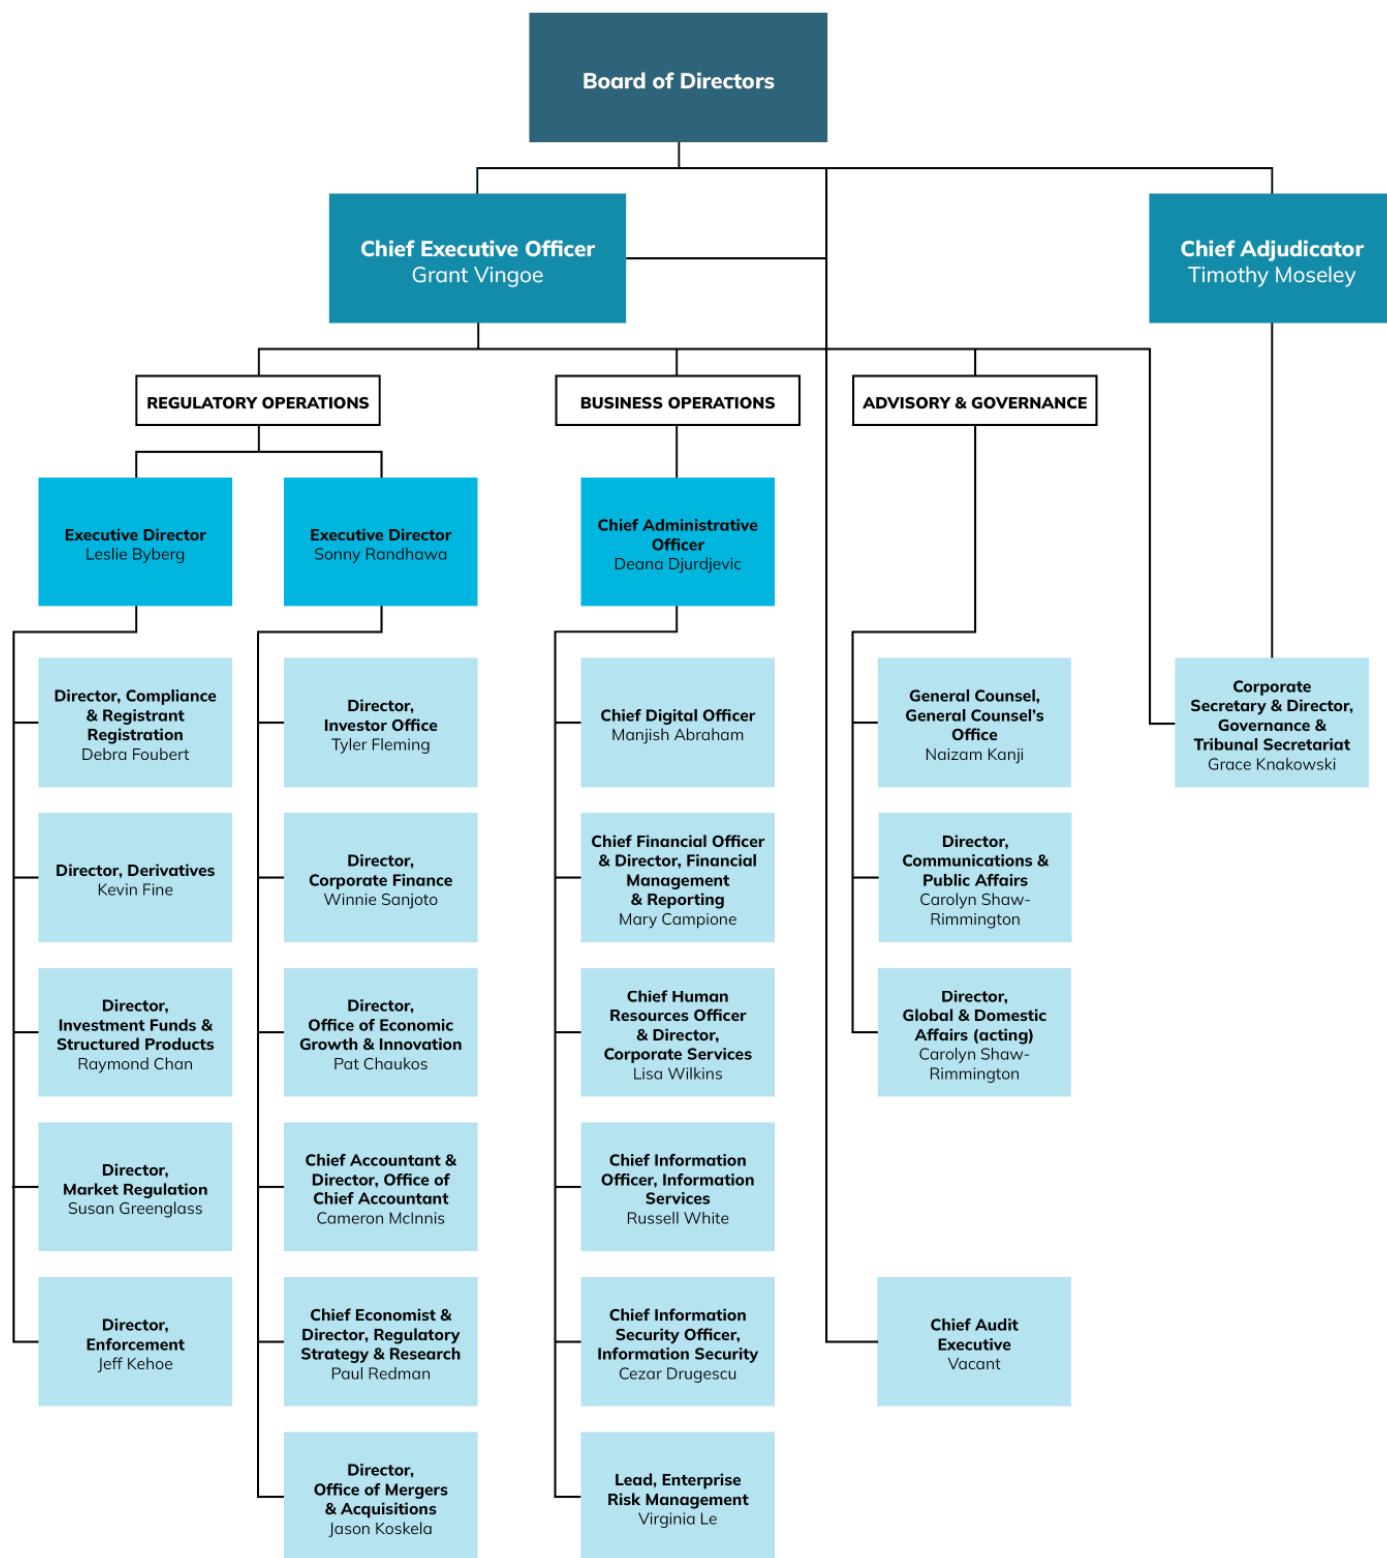 Board of Directors
Chief Executive Officer
Grant Vingoe
Chief Adjudicator
Timothy Moseley
REGULATORY OPERATIONS
BUSINESS OPERATIONS
ADVISORY & GOVERNANCE
Executive Director
Leslie Byberg
Executive Director
Sonny Randhawa
Chief Administrative
Officer
Deana Djurdjevic
Director, Compliance
& Registrant
Registration
Debra Foubert
Director,
Investor Office
Tyler Fleming
Chief Digital Officer
Manjish Abraham
General Counsel,
General Counsel's
Office
Naizam Kanji
Corporate
Secretary & Director,
Governance &
Tribunal Secretariat
Grace Knakowski
Director, Derivatives
Kevin Fine
Director,
Corporate Finance
Winnie Sanjoto
Chief Financial Officer
& Director, Financial
Management
& Reporting
Mary Campione
Director,
Communications &
Public Affairs
Carolyn Shaw-
Rimmington
Director,
Investment Funds &
Structured Products
Raymond Chan
Director,
Office of Economic
Growth & Innovation
Pat Chaukos
Chief Human
Resources Officer
& Director,
Corporate Services
Lisa Wilkins
Director,
Global & Domestic
Affairs (acting)
Carolyn Shaw-
Rimmington
Director,
Market Regulation
Susan Greenglass
Chief Accountant &
Director, Office of
Chief Accountant
Cameron McInnis
Chief Information
Officer, Information
Services
Russell White
Director,
Enforcement
Jeff Kehoe
Chief Economist &
Director, Regulatory
Strategy & Research
Paul Redman
Chief Information
Security Officer,
Information Security
Cezar Drugescu
Chief Audit
Executive
Vacant
Director,
Office of Mergers
& Acquisitions
Jason Koskela
Lead, Enterprise
Risk Management
Virginia Le